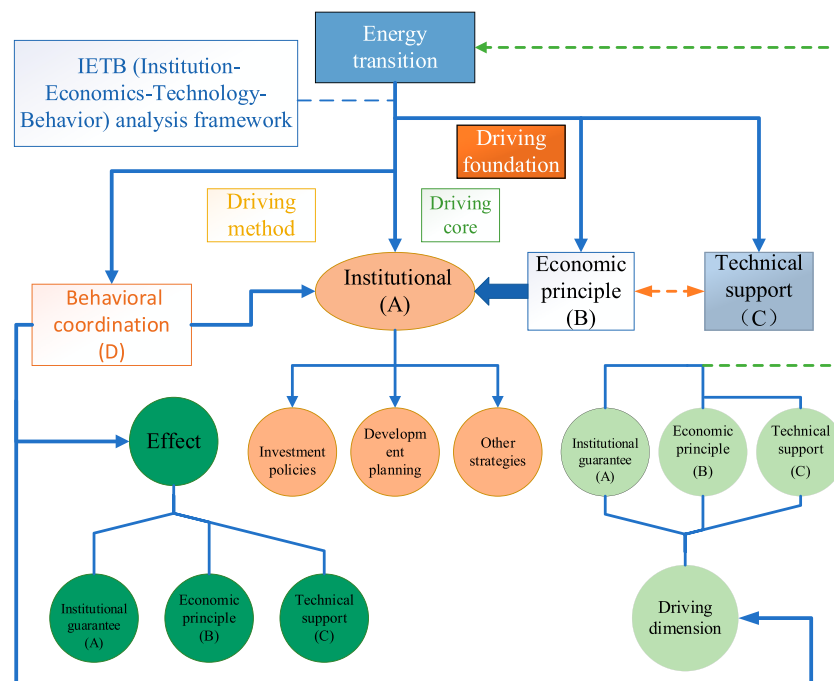 Energy
transition
IETB (Institution-
Economics-Technology-
Behavior) analysis framework
Driving
foundation
Driving
method
Driving
core
Behavioral
coordination
(D)
Institutional
(A)
Economic
principle
(B)
Technical
support
（C）
Effect
Investment
policies
Developm
ent
planning
Other
strategies
Institutional
guarantee
(A)
Economic
principle
(B)
Technical
support
(C)
Institutional
guarantee
(A)
Economic
principle
(B)
Technical
support
(C)
Driving
dimension